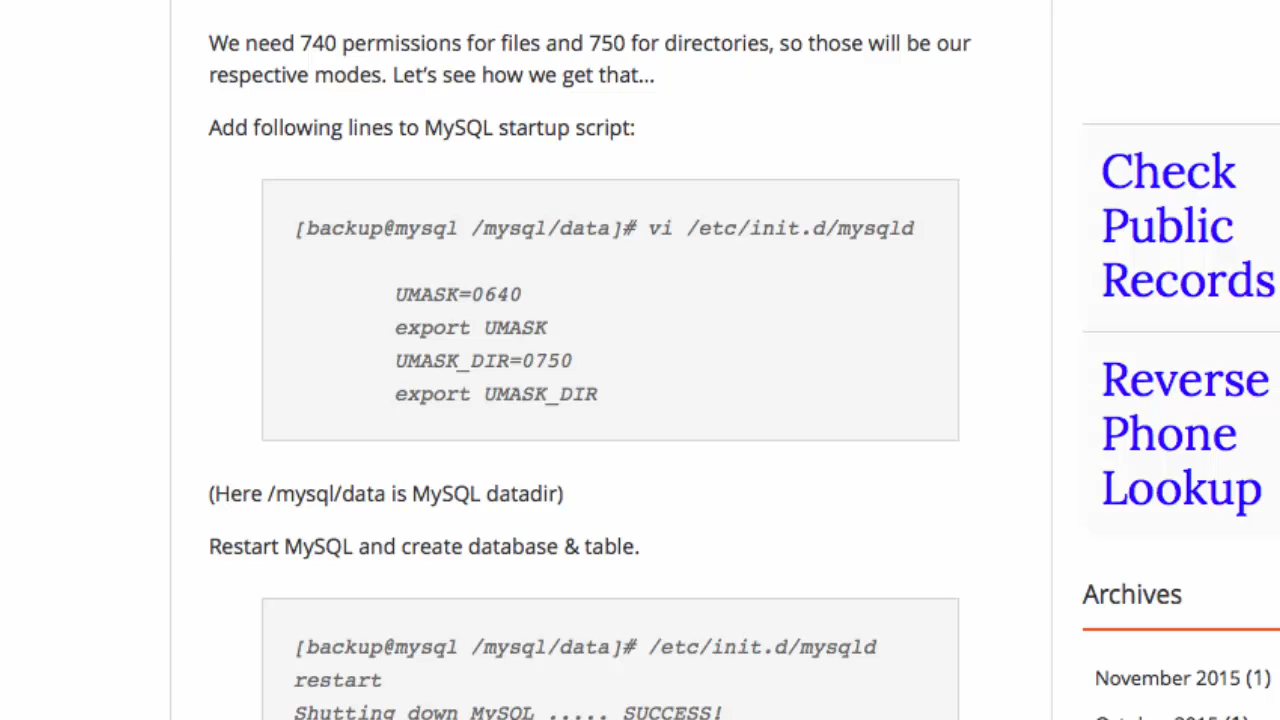 We need 740 permissions for files and 750 for directories, so those will be our
respective modes. Let's see how we get that...
Add following lines to MySQL startup script:
[backup@mysql /mysql/data]# vi /etc/init.d/mysqld
UMASK=0640
export UMASK
UMASK_DIR=0750
export UMASK_DIR
(Here /mysql/data is MySQL datadir)
Restart MySQL and create database & table.
[backup@mysql /mysql/data]# /etc/init.d/mysqld
restart
Shutting down MySQL ..... SUCCESS!
Check
Public
Records
Reverse
Phone
Lookup
Archives
November 2015 (1)
October 2015 (1)